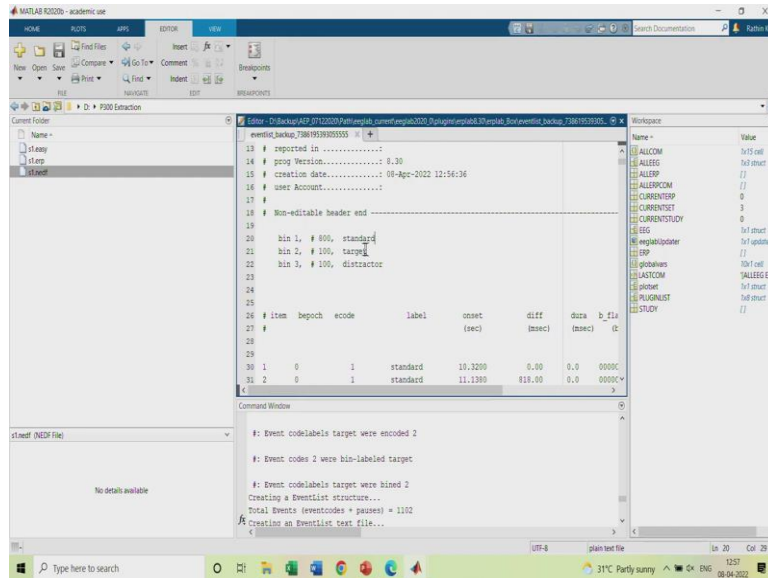 MATLAB R2020b - academic use
HOME PLOTS APPS EDITOR VIEW
Search Documentation
Rathin
New Open Save
Find Files
Compare
Print
Go To
Find
Insert
Comment
Indent
Breakpoints
FILE NAVIGATE EDIT BREAKPOINTS
D: P300 Extraction
Current Folder
Name
s1.easy
s1.erp
s1.nedf
s1.nedf (NEDF File)
No details available
Editor - D:\Backup\AEP_07122020\Path\eeglab_current\eeglab2020_0\plugins\erplab8.30\erplab_Box\eventlist_backup_738619539305...
eventlist_backup_7386195393055555
13 # reported in ..............:
14 # prog Version..............: 8.30
15 # creation date.............: 08-Apr-2022 12:56:36
16 # user Account..............:
17 #
18 # Non-editable header end
19
20 bin 1, # 800, standard
21 bin 2, # 100, target
22 bin 3, # 100, distractor
23
24
25
26 # item bepoch ecode label onset diff dura b_fla
27 # (sec) (msec) (msec) (b
28
29
30 1 0 1 standard 10.3200 0.00 0.0 00000
31 2 0 1 standard 11.1380 818.00 0.0 00000
Command Window
#: Event codelabels target were encoded 2
#: Event codes 2 were bin-labeled target
#: Event codelabels target were bined 2
Creating a EventList structure...
Total Events (eventcodes + pauses) = 1102
fx Creating an EventList text file...
Workspace
Name Value
ALLCOM 1x15 cell
ALLEEG 1x3 struct
ALLERP []
ALLERPCOM []
CURRENTERP 0
CURRENTSET 3
CURRENTSTUDY 0
EEG 1x1 struct
eeglabUpdater 1x1 updat
ERP []
globalvars 10x1 cell
LASTCOM '[ALLEEG E
plotset 1x1 struct
PLUGINLIST 1x8 struct
STUDY []
UTF-8 plain text file Ln 20 Col 29
Type here to search
31°C Partly sunny ENG
12:57
08-04-2022